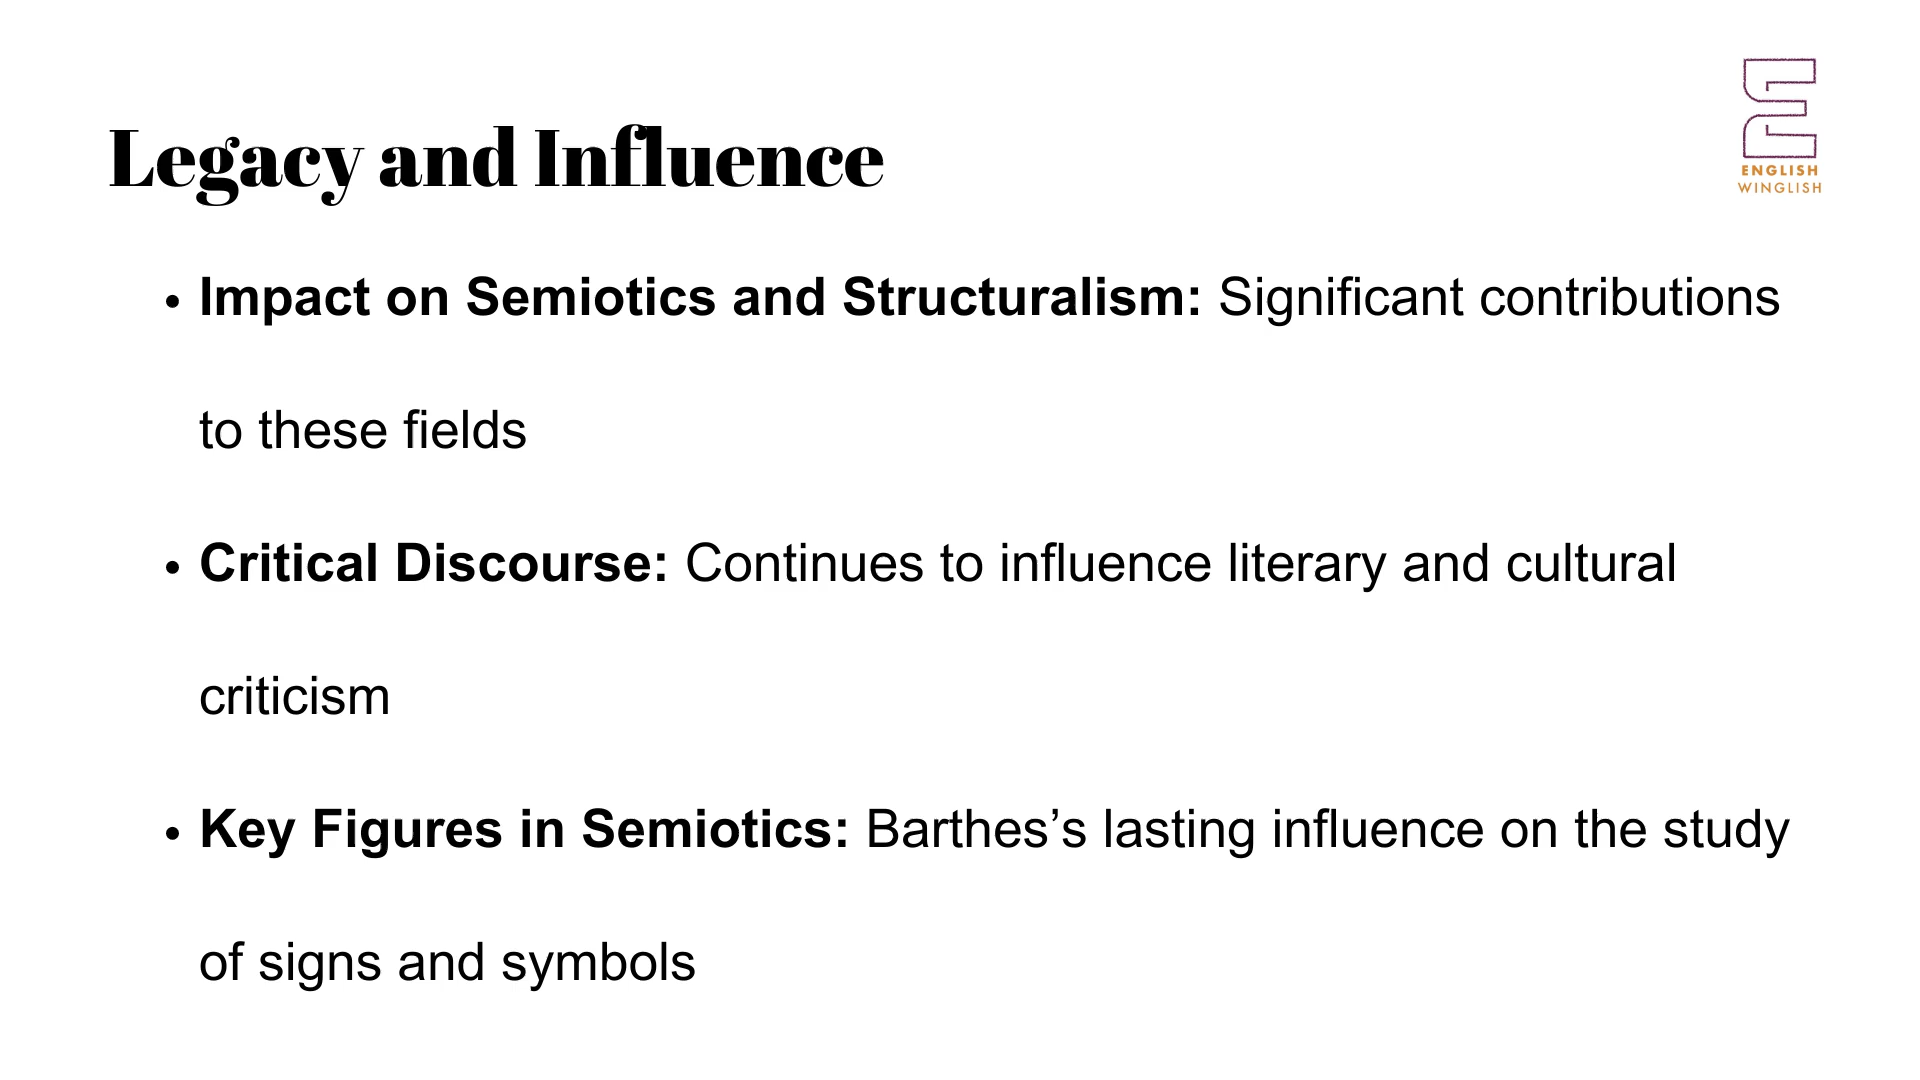 Legacy and Influence
ENGLISH
WINGLISH
• Impact on Semiotics and Structuralism: Significant contributions
to these fields
• Critical Discourse: Continues to influence literary and cultural
criticism
• Key Figures in Semiotics: Barthes’s lasting influence on the study
of signs and symbols